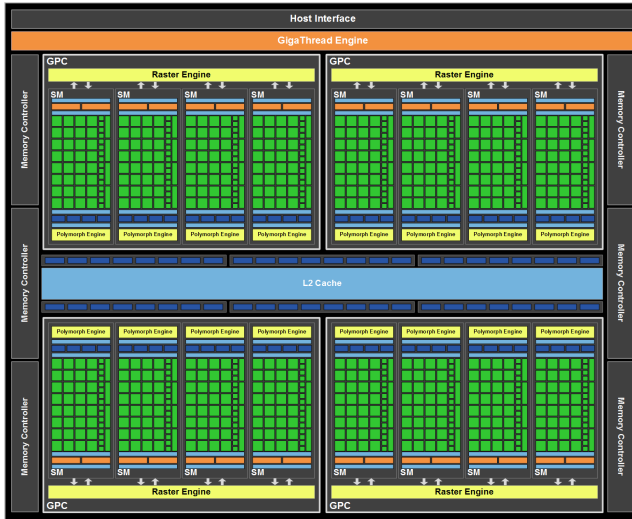 Host Interface
GigaThread Engine
GPC
GPC
Raster Engine
Raster Engine
SM
SM
SM
SM
SM
SM
SM
SM
Polymorph Engine
Polymorph Engine
Polymorph Engine
Polymorph Engine
Polymorph Engine
Polymorph Engine
Polymorph Engine
Polymorph Engine
Memory Controller
Memory Controller
Memory Controller
L2 Cache
Memory Controller
Memory Controller
Memory Controller
Polymorph Engine
Polymorph Engine
Polymorph Engine
Polymorph Engine
Polymorph Engine
Polymorph Engine
Polymorph Engine
Polymorph Engine
SM
SM
SM
SM
SM
SM
SM
SM
Raster Engine
Raster Engine
GPC
GPC